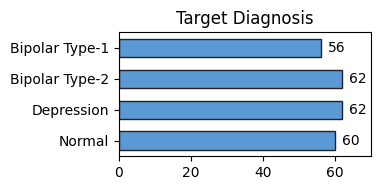 Target Diagnosis
Bipolar Type-1 56
Bipolar Type-2 62
Depression 62
Normal 60
0 20 40 60